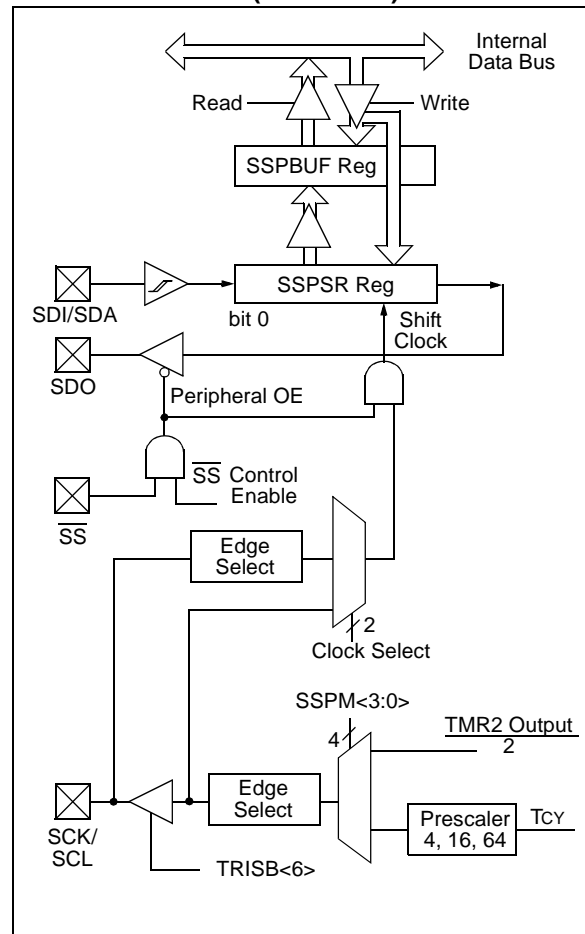 Internal
Data Bus
Read
Write
SSPBUF Reg
SSPSR Reg
SDI/SDA
bit 0
Shift
Clock
SDO
Peripheral OE
SS Control
Enable
SS
Edge
Select
2
Clock Select
SSPM<3:0>
4
TMR2 Output
2
Edge
Select
Prescaler
4, 16, 64
TCY
SCK/
SCL
TRISB<6>